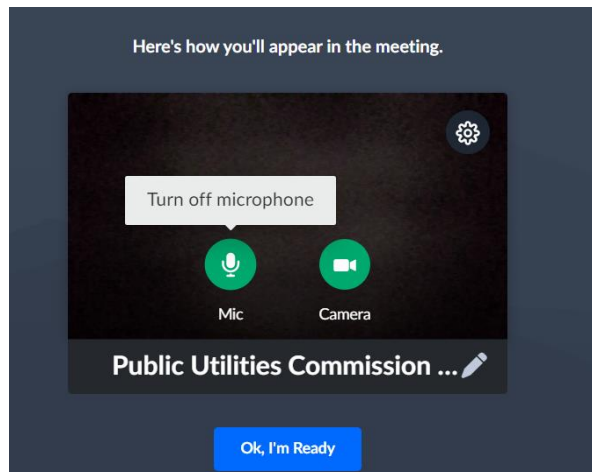 Here's how you'll appear in the meeting.
Turn off microphone
Mic
Camera
Public Utilities Commission ...
Ok, I'm Ready